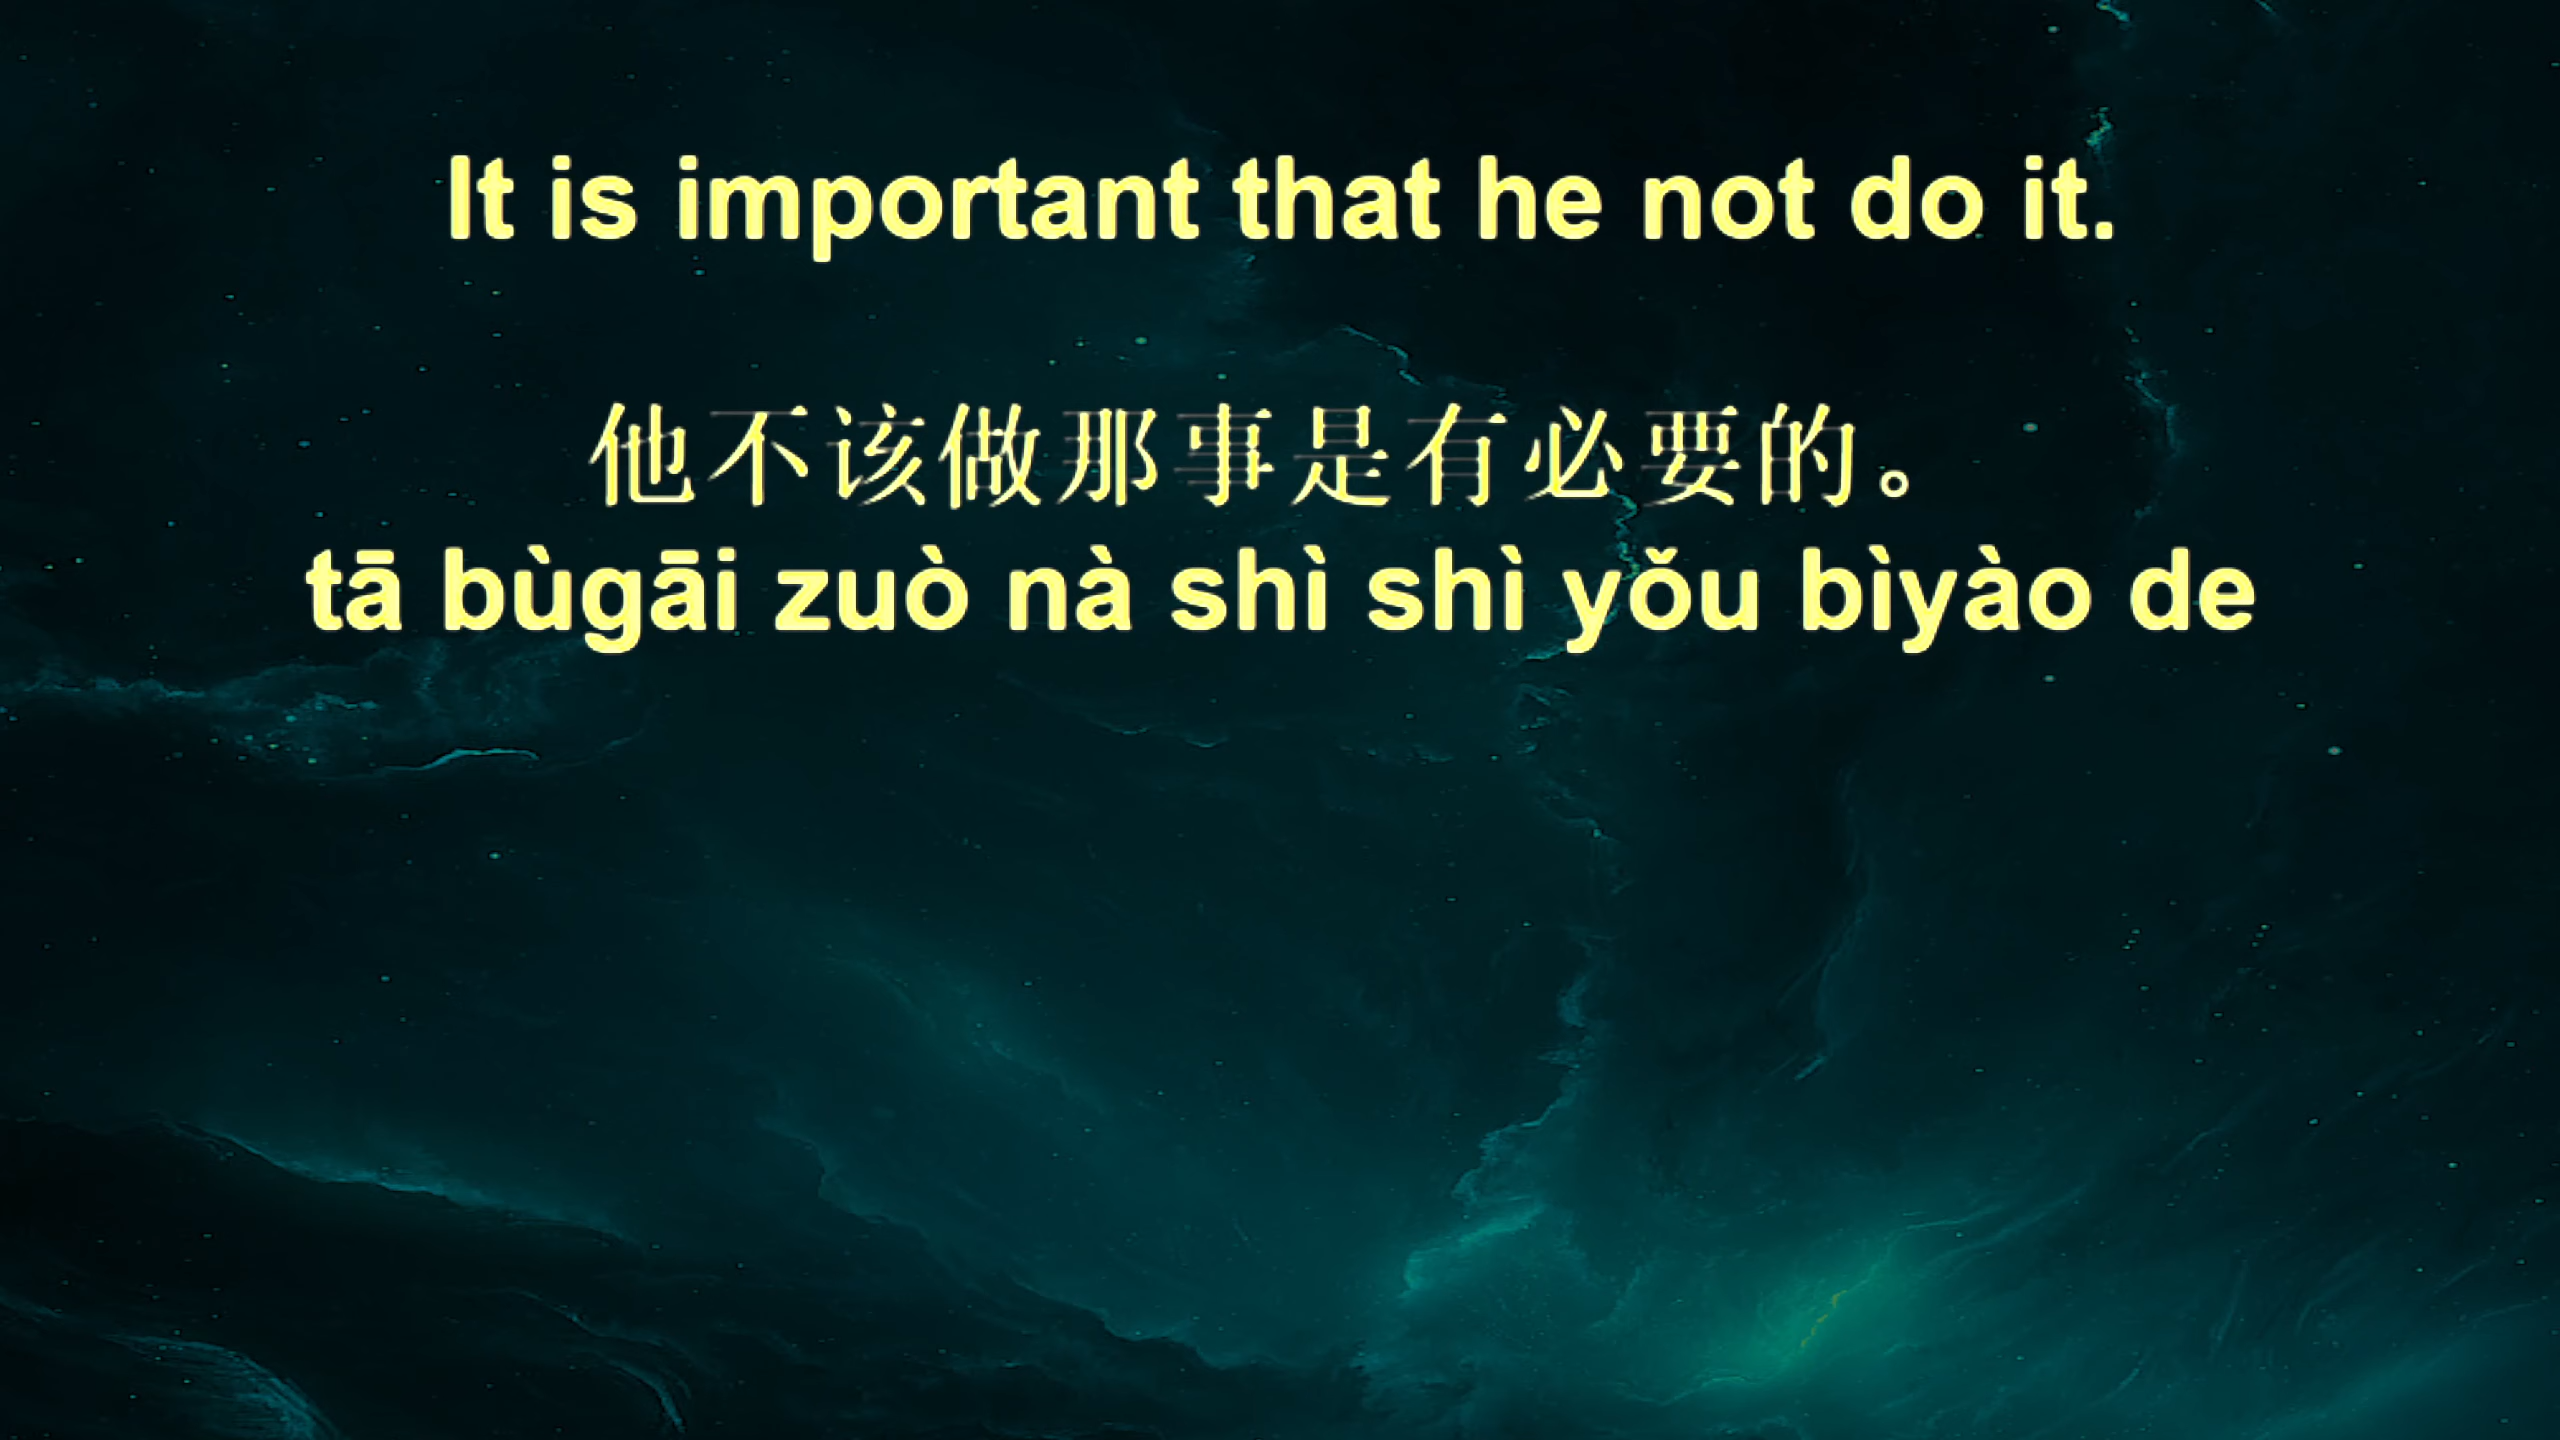 It is important that he not do it.
他不该做那事是有必要的。
tā bùgāi zuò nà shì shì yǒu bìyào de